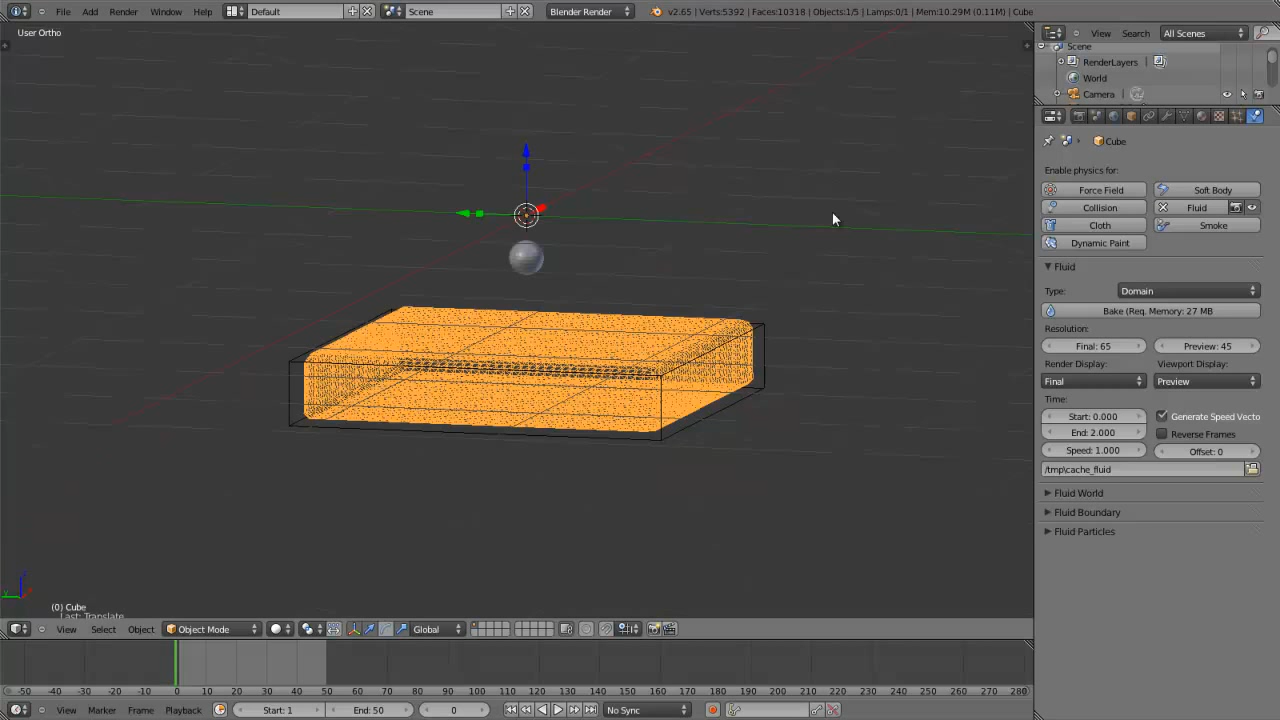 File Add Render Window Help Default Scene Blender Render v2.65 | Verts:5392 | Faces:10318 | Objects:1/5 | Lamps:0/1 | Mem:10.29M (0.11M) | Cube
User Ortho
View Search All Scenes
Scene
RenderLayers |
World
Camera |
Cube
Enable physics for:
Force Field Soft Body
Collision Fluid
Cloth Smoke
Dynamic Paint
Fluid
Type: Domain
Bake (Req. Memory: 27 MB
Resolution:
Final: 65 Preview: 45
Render Display: Viewport Display:
Final Preview
Time:
Start: 0.000 Generate Speed Vecto
End: 2.000 Reverse Frames
Speed: 1.000 Offset: 0
/tmp\cache_fluid
Fluid World
Fluid Boundary
Fluid Particles
z
y x
(0) Cube
Last: Translate
View Select Object Object Mode Global
-50 -40 -30 -20 -10 0 10 20 30 40 50 60 70 80 90 100 110 120 130 140 150 160 170 180 190 200 210 220 230 240 250 260 270 280
View Marker Frame Playback Start: 1 End: 50 0 No Sync